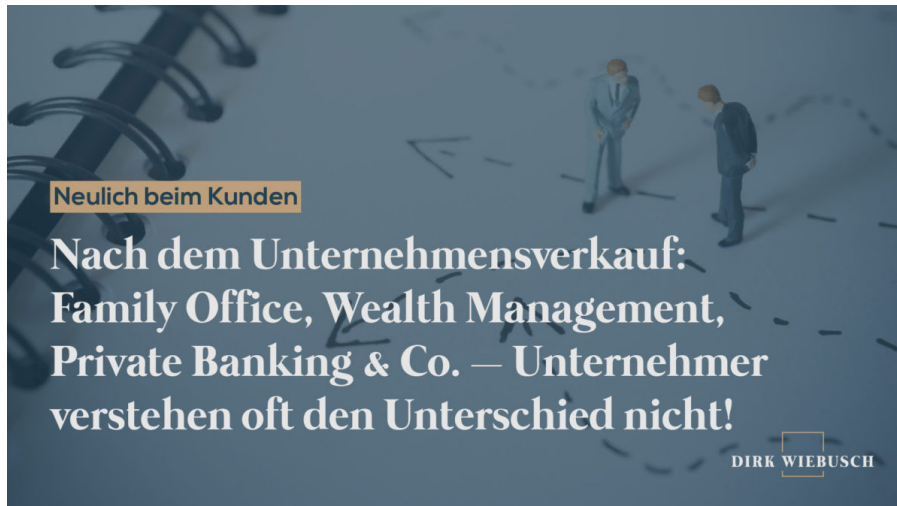 Neulich beim Kunden
Nach dem Unternehmensverkauf:
Family Office, Wealth Management,
Private Banking & Co. — Unternehmer
verstehen oft den Unterschied nicht!
DIRK WIEBUSCH